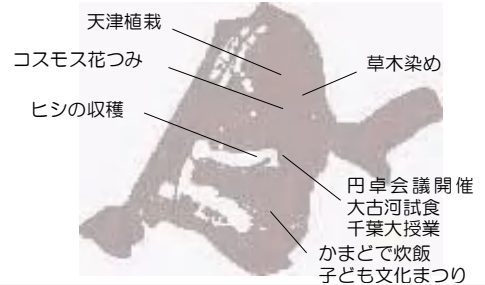 天津植栽
コスモス花つみ
草木染め
ヒシの収穫
円卓会議開催
大古河試食
千葉大授業
かまどで炊飯
子ども文化まつり